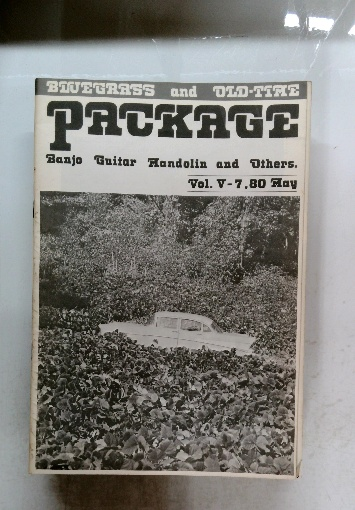 BLUEGRASS and OLD-TIME
PACKAGE
Banjo Guitar Mandolin and Others.
Vol. V-7, 80 May